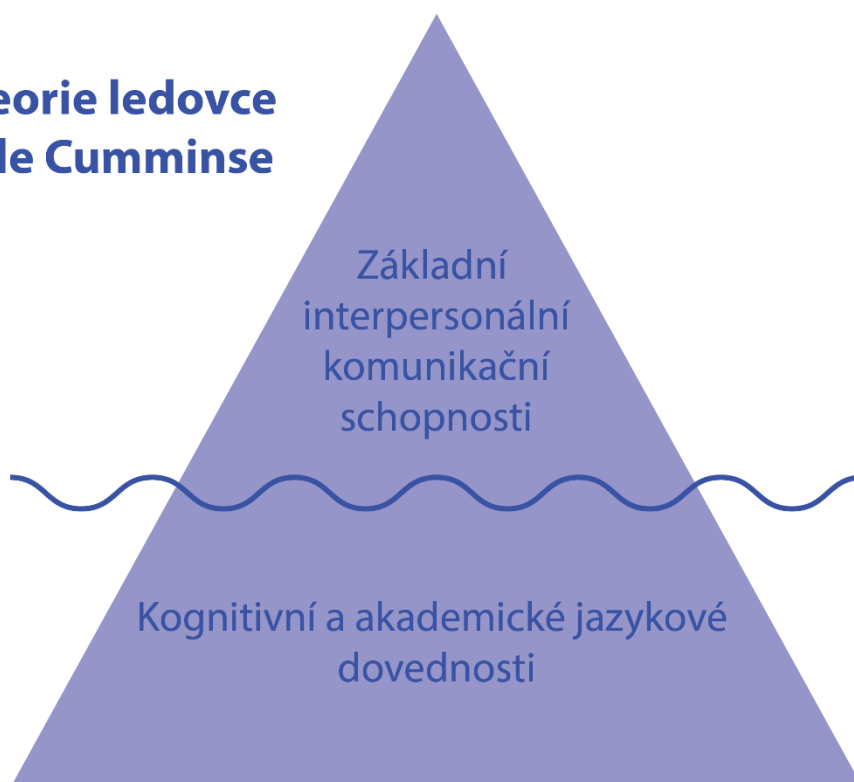 eorie ledovce
le Cumminse
Základní
interpersonální
komunikační
schopnosti
Kognitivní a akademické jazykové
dovednosti